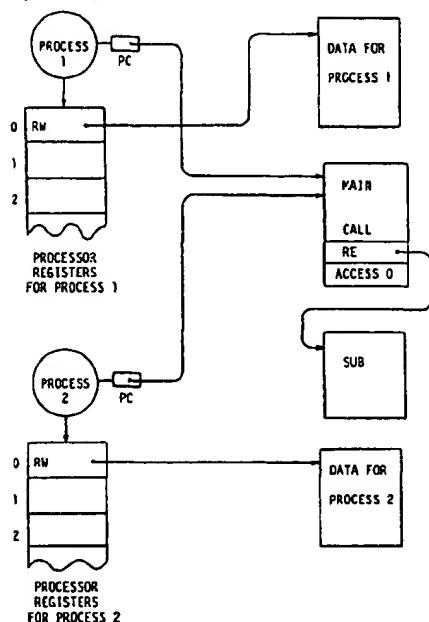 PROCESS
1
PC
DATA FOR
PROCESS 1
0 RW
1
2
MAIN
CALL
RE
ACCESS 0
PROCESSOR
REGISTERS
FOR PROCESS 1
SUB
PROCESS
2
PC
0 RW
1
2
DATA FOR
PROCESS 2
PROCESSOR
REGISTERS
FOR PROCESS 2